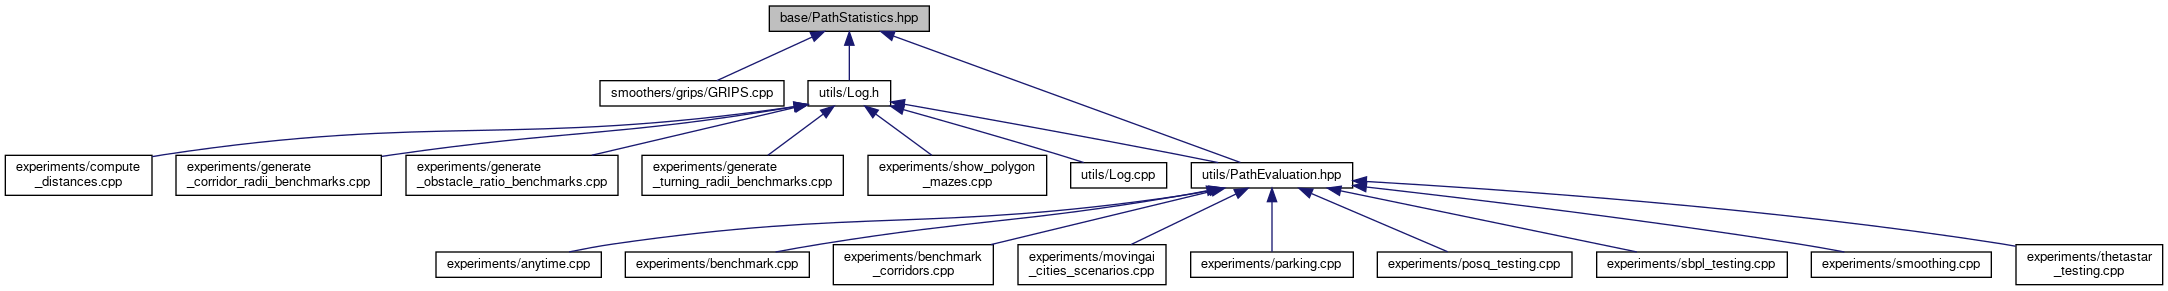 base/PathStatistics.hpp
smoothers/grips/GRIPS.cpp
utils/Log.h
experiments/compute
_distances.cpp
experiments/generate
_corridor_radii_benchmarks.cpp
experiments/generate
_obstacle_ratio_benchmarks.cpp
experiments/generate
_turning_radii_benchmarks.cpp
experiments/show_polygon
_mazes.cpp
utils/Log.cpp
utils/PathEvaluation.hpp
experiments/anytime.cpp
experiments/benchmark.cpp
experiments/benchmark
_corridors.cpp
experiments/movingai
_cities_scenarios.cpp
experiments/parking.cpp
experiments/posq_testing.cpp
experiments/sbpl_testing.cpp
experiments/smoothing.cpp
experiments/thetastar
_testing.cpp